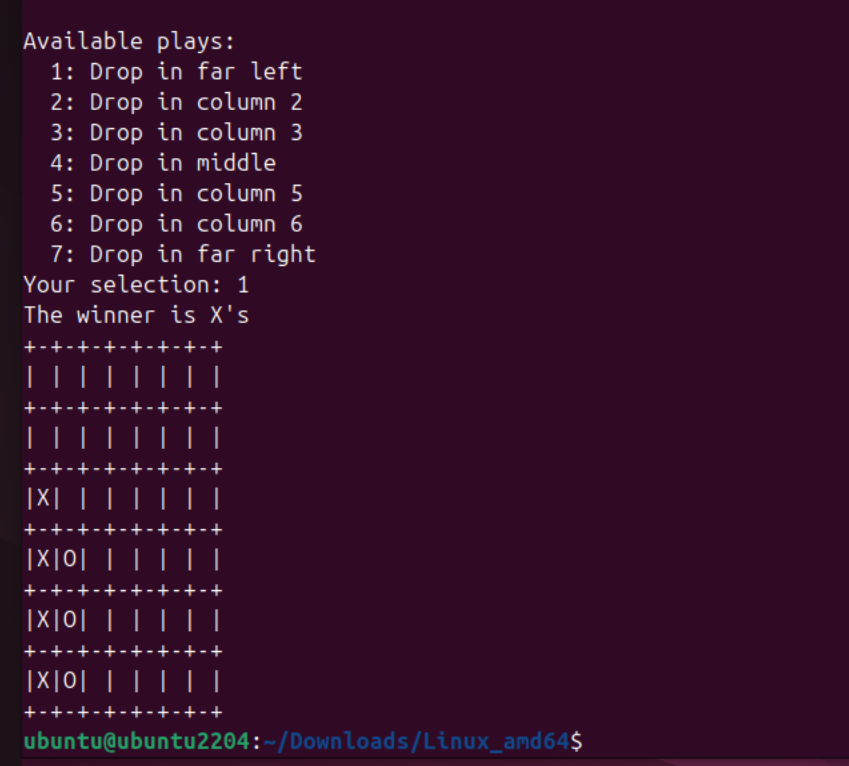 Available plays:
  1: Drop in far left
  2: Drop in column 2
  3: Drop in column 3
  4: Drop in middle
  5: Drop in column 5
  6: Drop in column 6
  7: Drop in far right
Your selection: 1
The winner is X's
+-+-+-+-+-+-+-+
| | | | | | | |
+-+-+-+-+-+-+-+
| | | | | | | |
+-+-+-+-+-+-+-+
|X| | | | | | |
+-+-+-+-+-+-+-+
|X|O| | | | | |
+-+-+-+-+-+-+-+
|X|O| | | | | |
+-+-+-+-+-+-+-+
|X|O| | | | | |
+-+-+-+-+-+-+-+
ubuntu@ubuntu2204:~/Downloads/Linux_amd64$